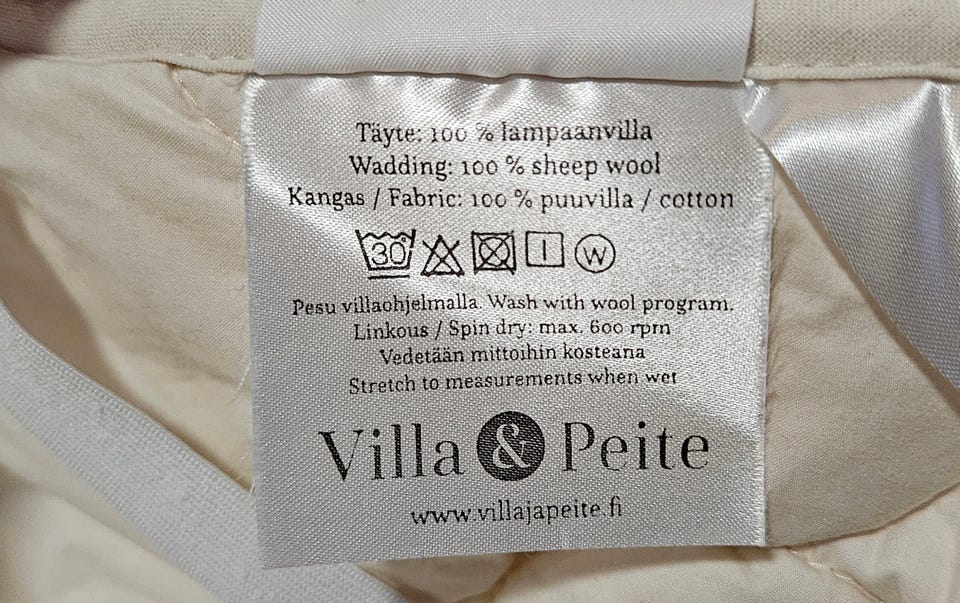 Täyte: 100 % lampaanvilla
Wadding: 100 % sheep wool
Kangas / Fabric: 100 % puuvilla / cotton
30 W
Pesu villaohjelmalla. Wash with wool program.
Linkous / Spin dry: max. 600 rpm
Vedetään mittoihin kosteana
Stretch to measurements when wet
Villa & Peite
www.villajapeite.fi